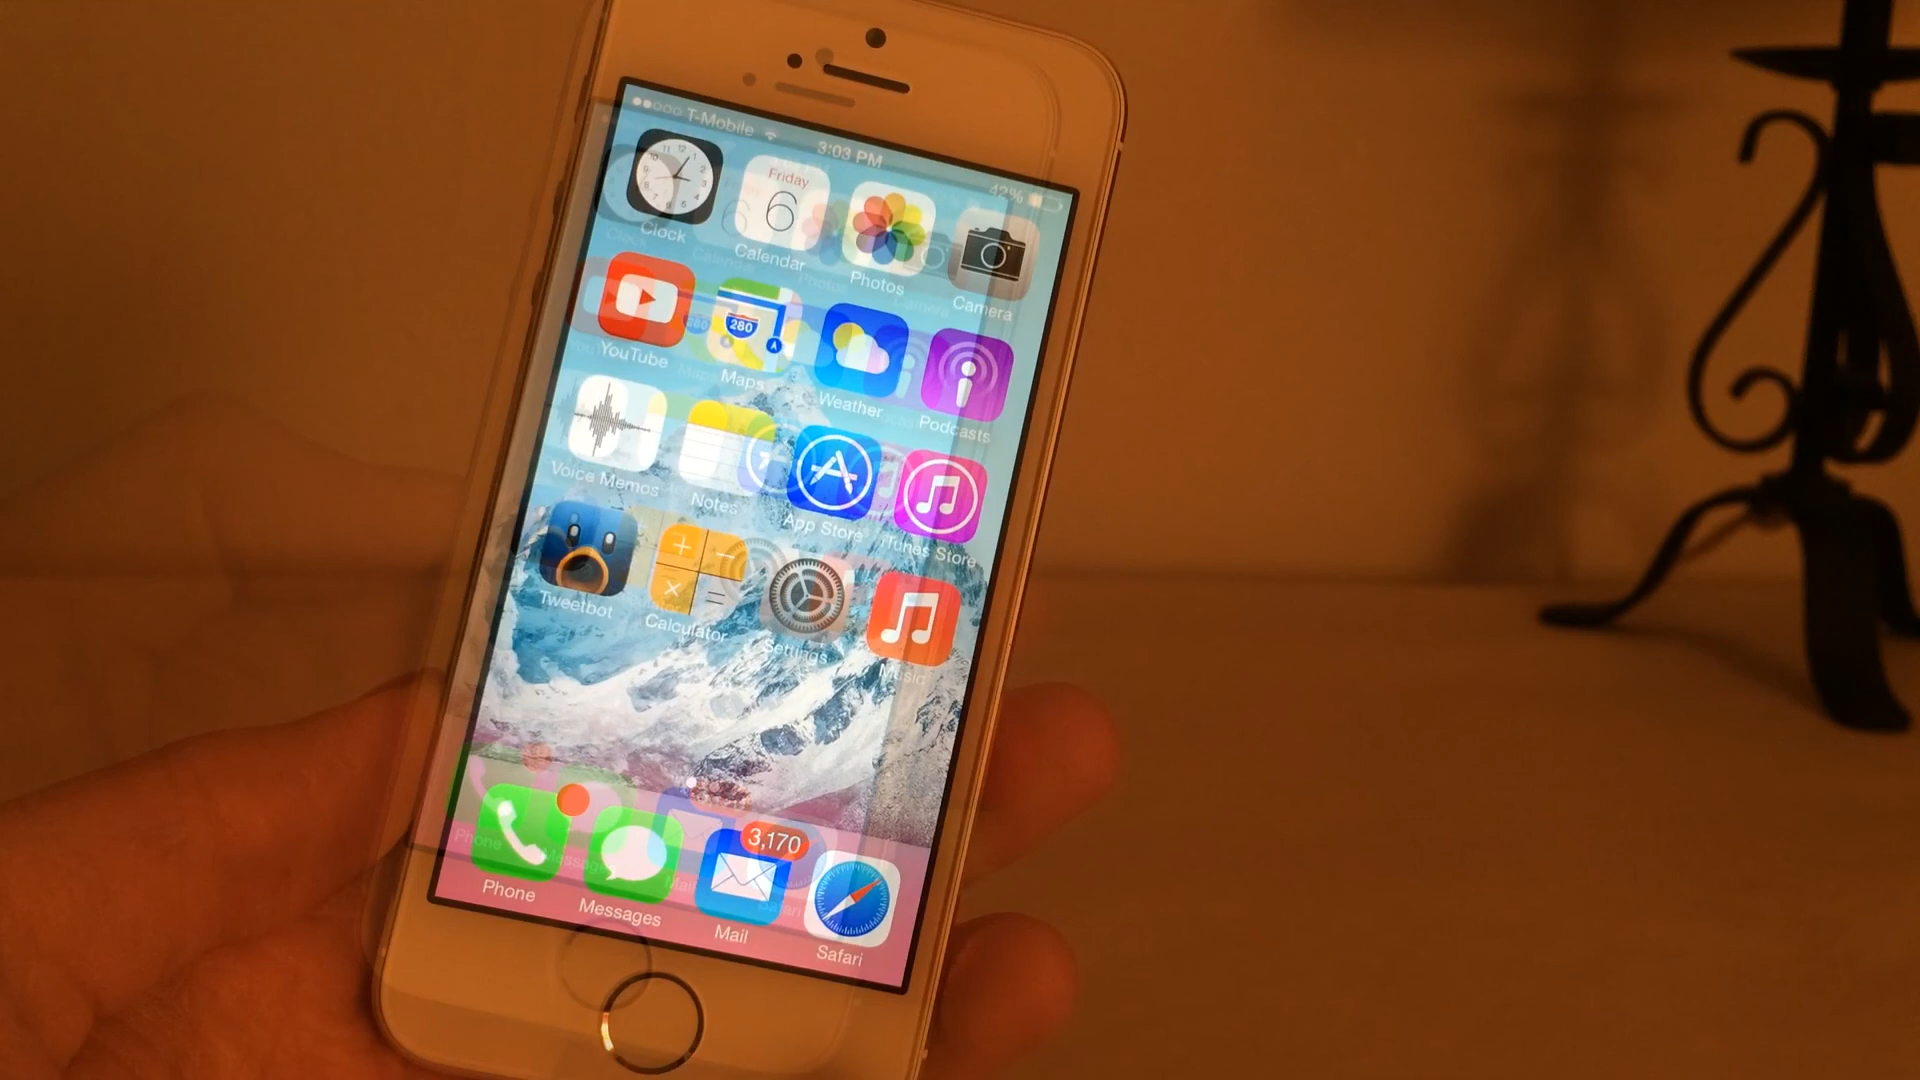 T-Mobile
3:03 PM
42%
Friday
6
Clock
Calendar
Photos
Camera
280
YouTube
Maps
Weather
Podcasts
Voice Memos
Notes
App Store
iTunes Store
Tweetbot
Calculator
Settings
Music
3,170
Phone
Messages
Mail
Safari